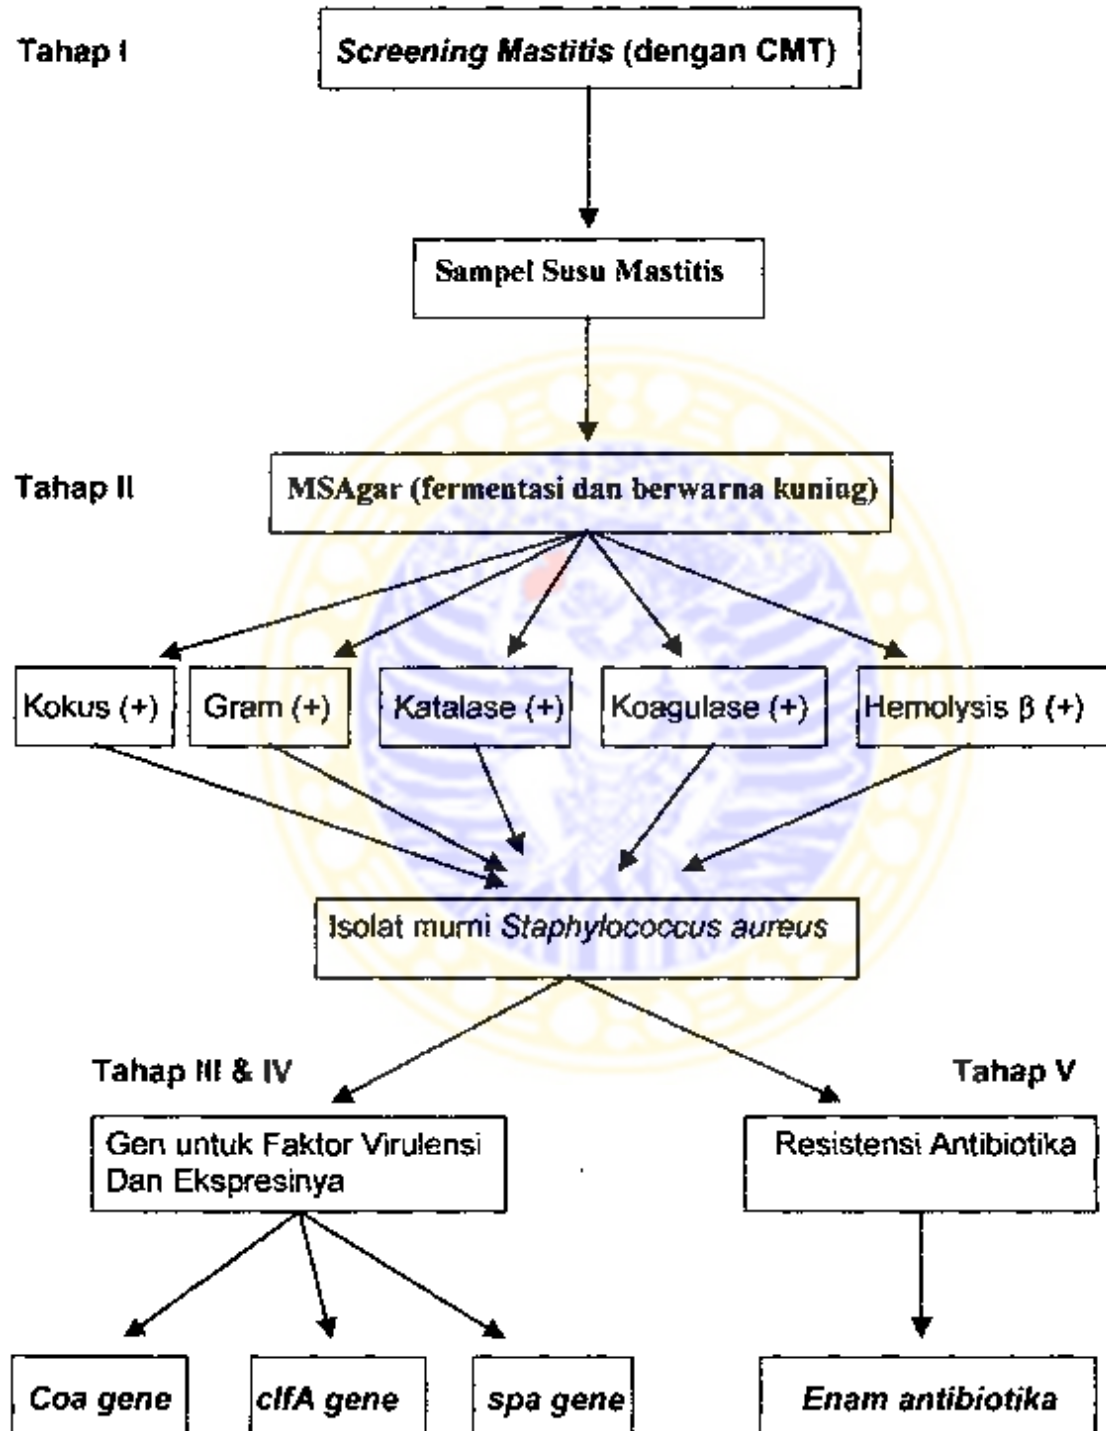 Tahap I
Screening Mastitis (dengan CMT)
Sampel Susu Mastitis
Tahap II
MSAgar (fermentasi dan berwarna kuning)
Kokus (+)
Gram (+)
Katalase (+)
Koagulase (+)
Hemolysis β (+)
Isolat murni Staphylococcus aureus
Tahap III & IV
Tahap V
Gen untuk Faktor Virulensi
Dan Ekspresinya
Resistensi Antibiotika
Coa gene
clfA gene
spa gene
Enam antibiotika